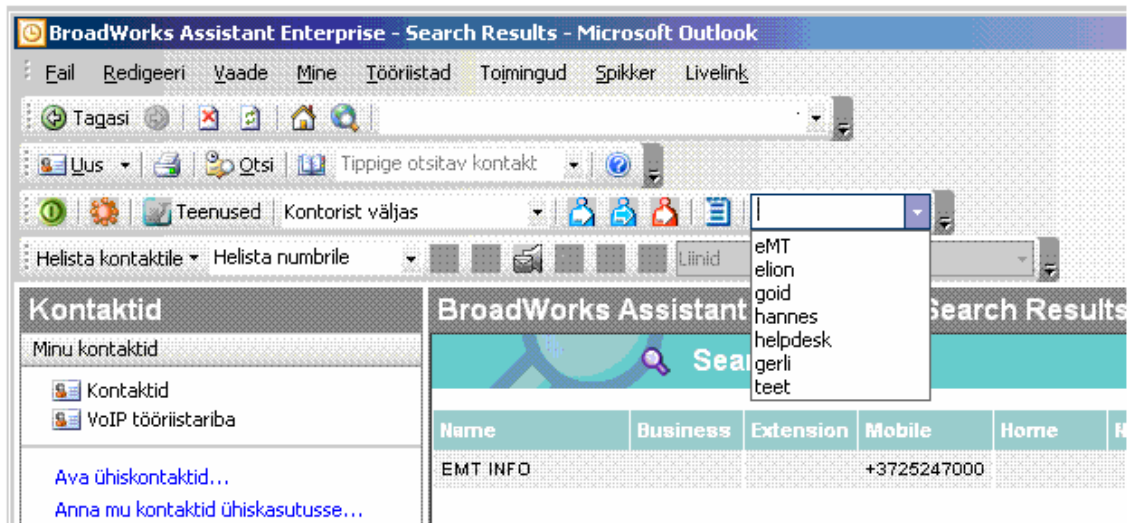 BroadWorks Assistant Enterprise - Search Results - Microsoft Outlook
Fail Redigeeri Vaade Mine Tööriistad Toimingud Spikker Livelink
Tagasi
Uus Otsi Tippige otsitav kontakt
Teenused Kontorist väljas
Helista kontaktile Helista numbrile Liinid
eMT
elion
goid
hannes
helpdesk
gerli
teet
Kontaktid
Minu kontaktid
Kontaktid
VoIP tööriistariba
Ava ühiskontaktid...
Anna mu kontaktid ühiskasutusse...
BroadWorks Assistant Search Results
Sea
Name Business Extension Mobile Home
EMT INFO +3725247000